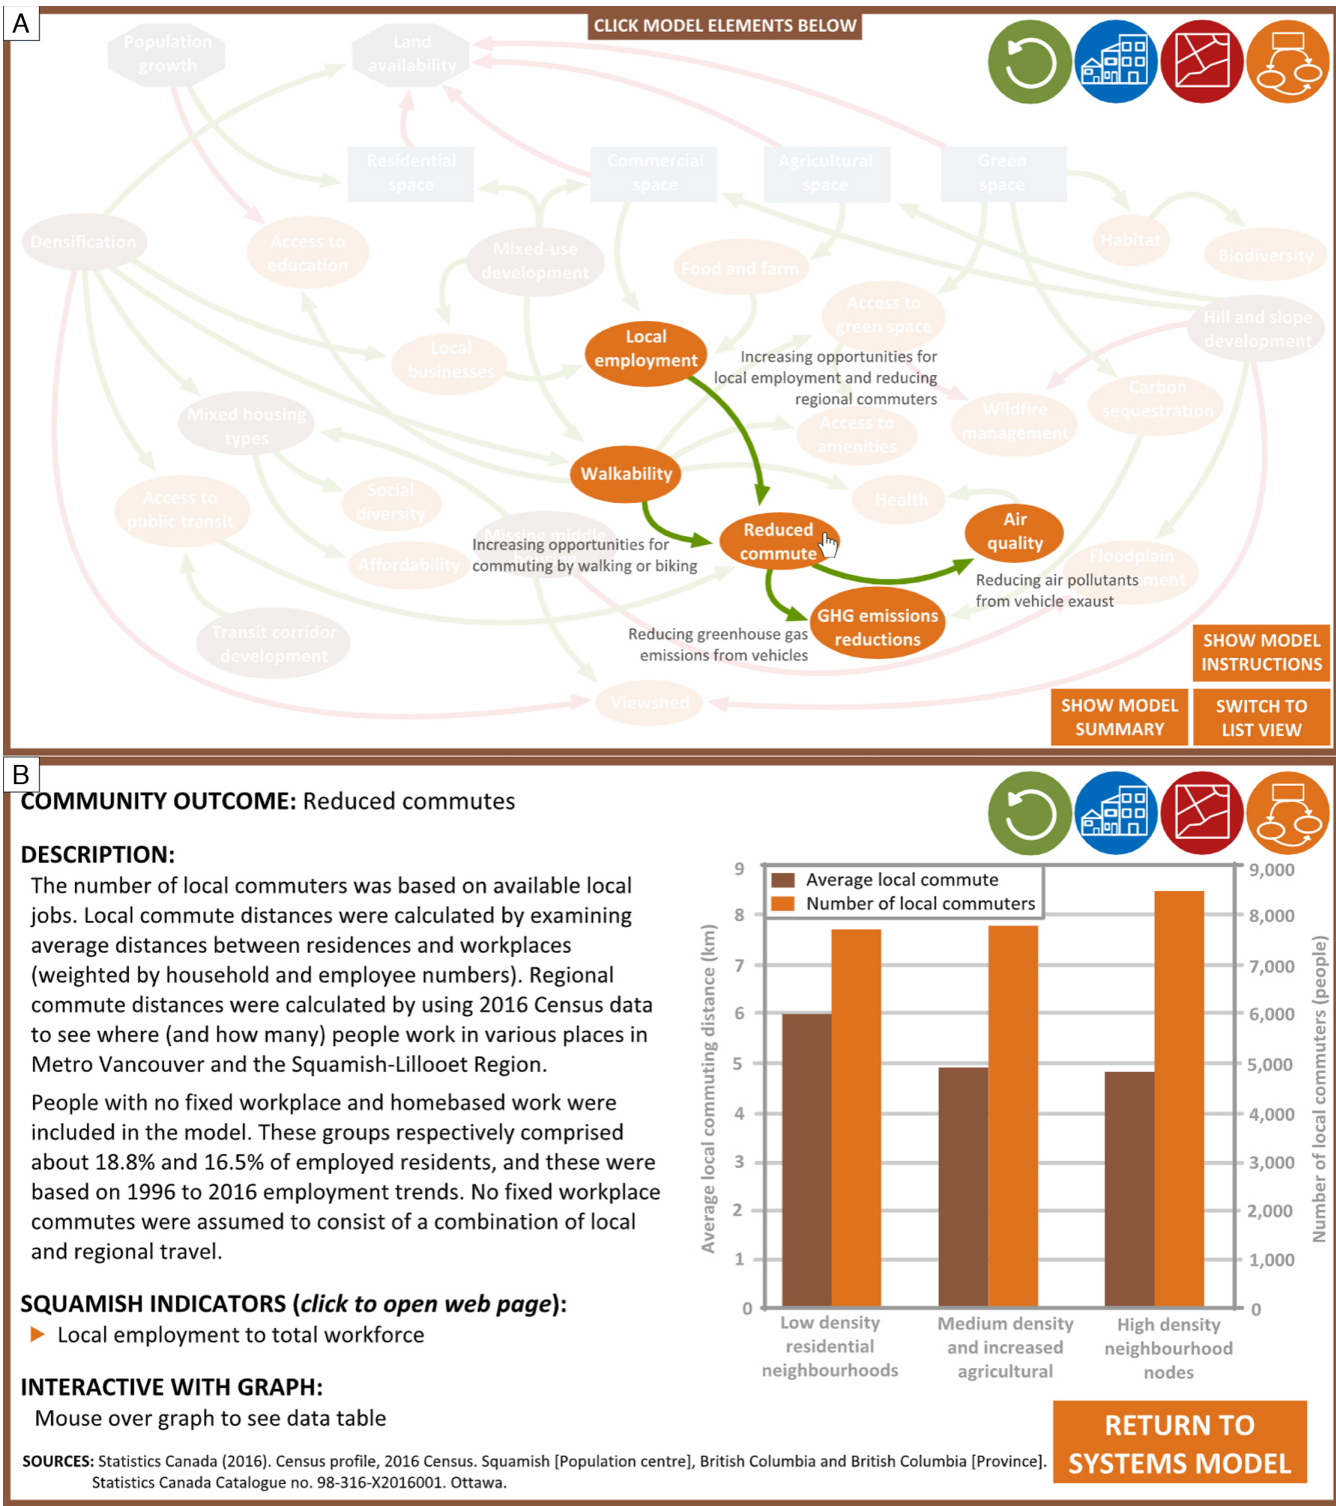 A
CLICK MODEL ELEMENTS BELOW
Population
growth
Land
availability
Residential
space
Commercial
space
Agricultural
space
Green
space
Densification
Access to
education
Mixed-use
development
Food and farm
Habitat
Biodiversity
Access to
green space
Hill and slope
development
Local
businesses
Local
employment
Increasing opportunities for
local employment and reducing
regional commuters
Carbon
sequestration
Wildfire
management
Mixed housing
types
Access to
amenities
Walkability
Access to
public transit
Social
diversity
Health
Missing middle
Reduced
commute
Air
quality
Increasing opportunities for
commuting by walking or biking
Affordability
Floodplain
Reducing air pollutants
from vehicle exaust
Transit corridor
development
GHG emissions
reductions
Reducing greenhouse gas
emissions from vehicles
Viewshed
SHOW MODEL
INSTRUCTIONS
SHOW MODEL
SUMMARY
SWITCH TO
LIST VIEW
B
COMMUNITY OUTCOME: Reduced commutes
DESCRIPTION:
The number of local commuters was based on available local
jobs. Local commute distances were calculated by examining
average distances between residences and workplaces
(weighted by household and employee numbers). Regional
commute distances were calculated by using 2016 Census data
to see where (and how many) people work in various places in
Metro Vancouver and the Squamish-Lillooet Region.
People with no fixed workplace and homebased work were
included in the model. These groups respectively comprised
about 18.8% and 16.5% of employed residents, and these were
based on 1996 to 2016 employment trends. No fixed workplace
commutes were assumed to consist of a combination of local
and regional travel.
SQUAMISH INDICATORS (click to open web page):
Local employment to total workforce
INTERACTIVE WITH GRAPH:
Mouse over graph to see data table
Average local commute
Number of local commuters
Average local commuting distance (km)
9
8
7
6
5
4
3
2
1
0
9,000
8,000
7,000
6,000
5,000
4,000
3,000
2,000
1,000
0
Number of local commuters (people)
Low density
residential
neighbourhoods
Medium density
and increased
agricultural
High density
neighbourhood
nodes
RETURN TO
SYSTEMS MODEL
SOURCES: Statistics Canada (2016). Census profile, 2016 Census. Squamish [Population centre], British Columbia and British Columbia [Province].
Statistics Canada Catalogue no. 98-316-X2016001. Ottawa.